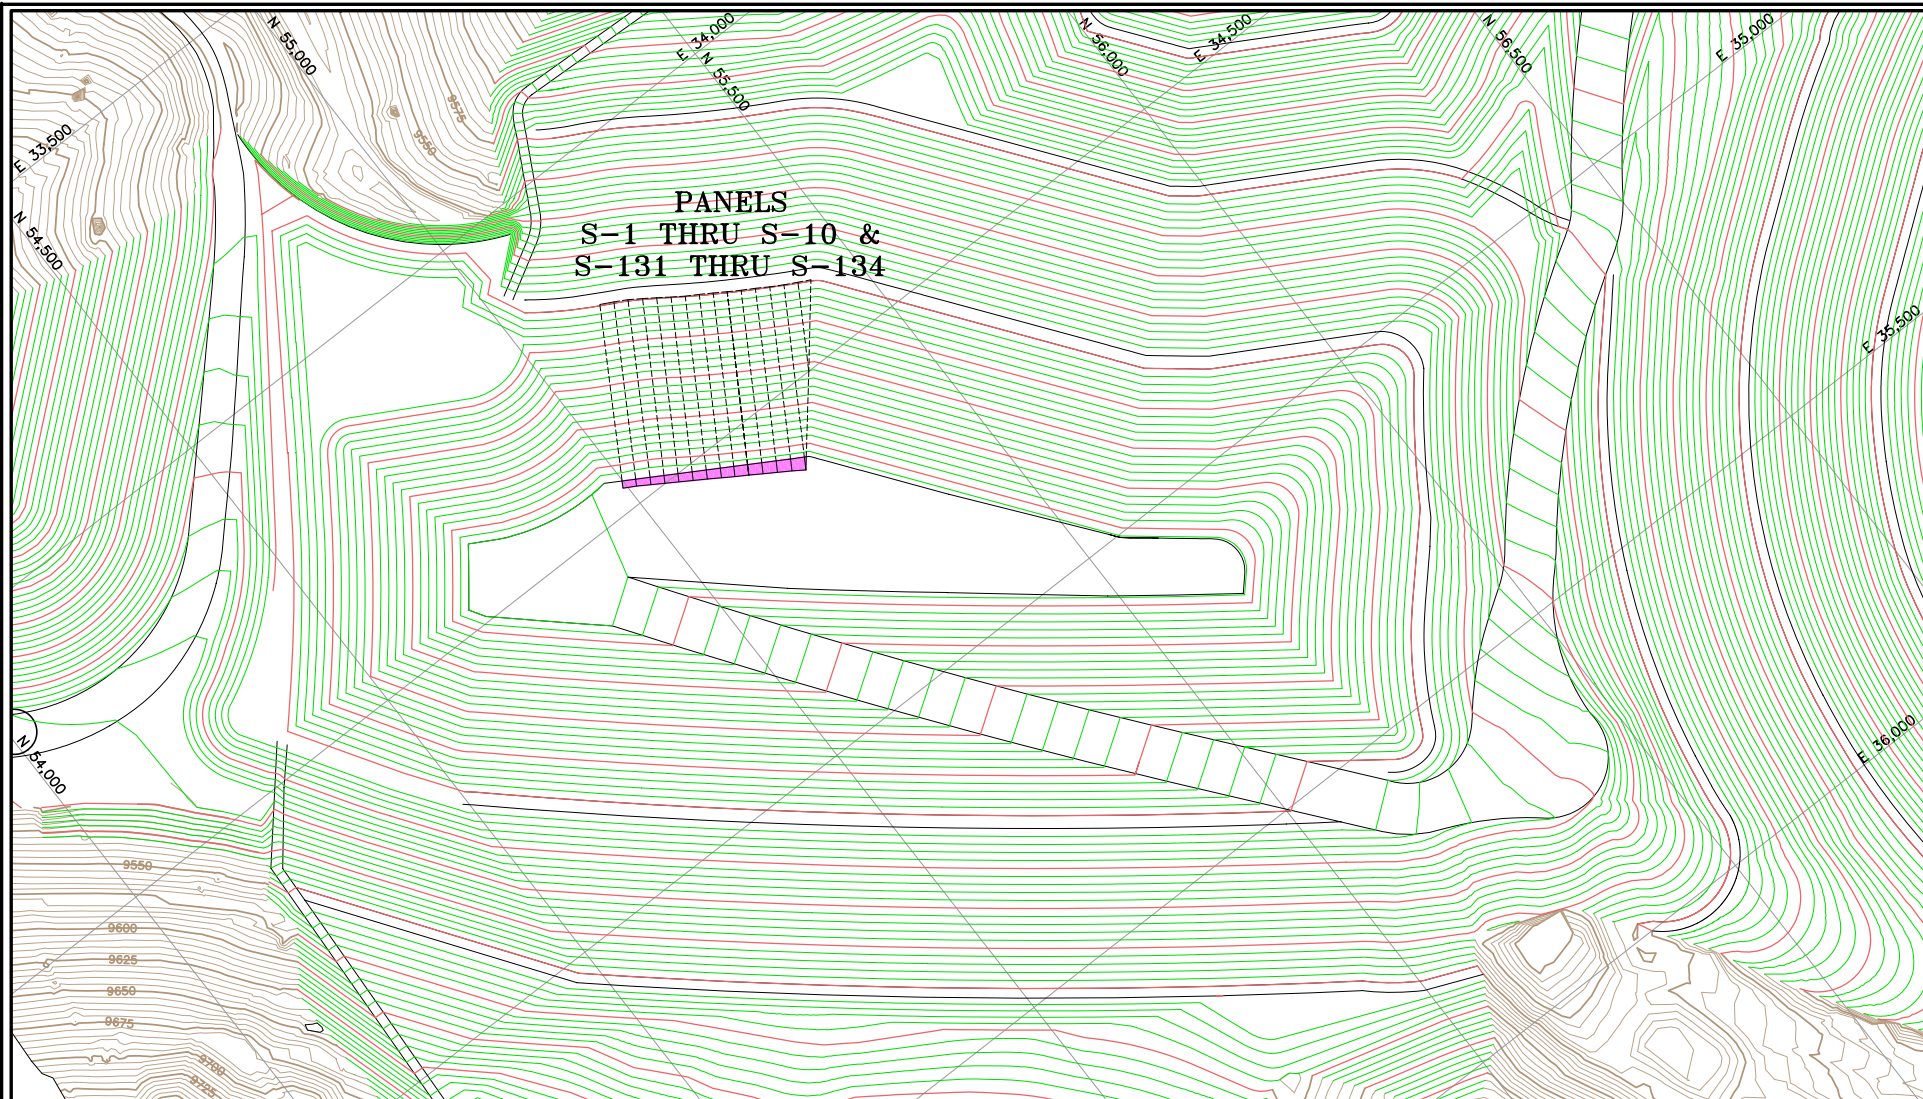 N 55,000
E 34,000
N 55,500
N 56,000
E 34,500
N 56,500
E 35,000
9575
9550
E 33,500
N 54,500
PANELS
S-1 THRU S-10 &
S-131 THRU S-134
E 35,500
N 54,000
E 36,000
9550
9600
9625
9650
9675
9700
9725